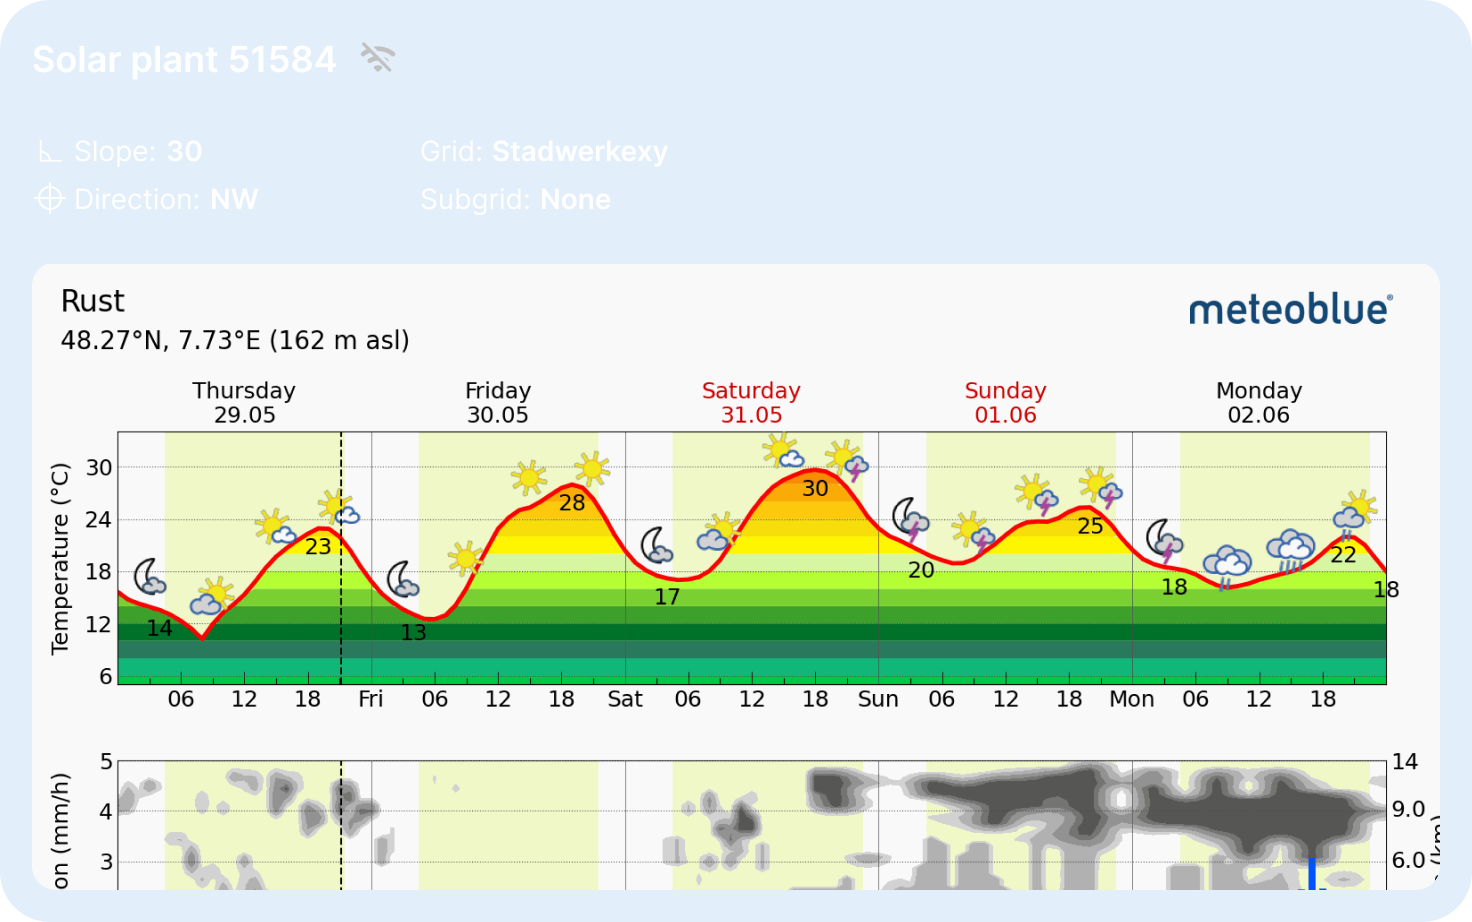 Solar plant 51584
Slope: 30 Grid: Stadwerkexy
Direction: NW Subgrid: None
Rust
meteoblue®
48.27°N, 7.73°E (162 m asl)
Thursday Friday Saturday Sunday Monday
29.05 30.05 31.05 01.06 02.06
Temperature (°C)
30
24
18
12
6
14 23 13 28 17 30 20 25 18 22 18
06 12 18 Fri 06 12 18 Sat 06 12 18 Sun 06 12 18 Mon 06 12 18
on (mm/h)
5 14
4 9.0
3 6.0
(km)